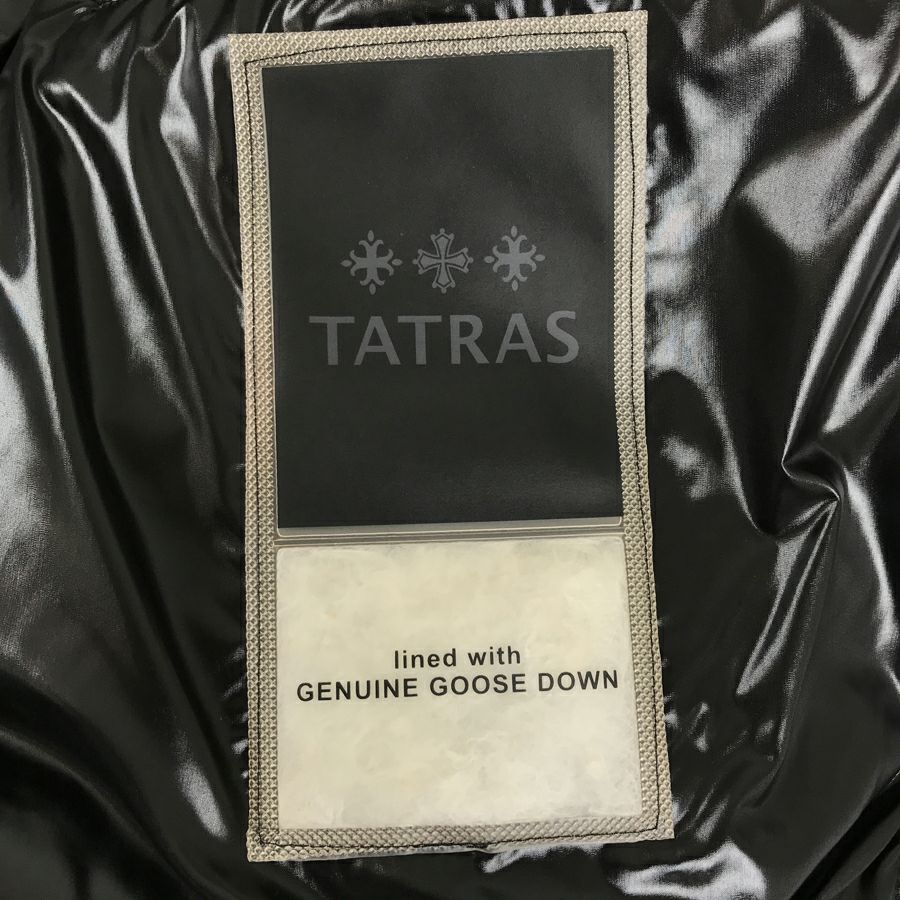 TATRAS
lined with
GENUINE GOOSE DOWN